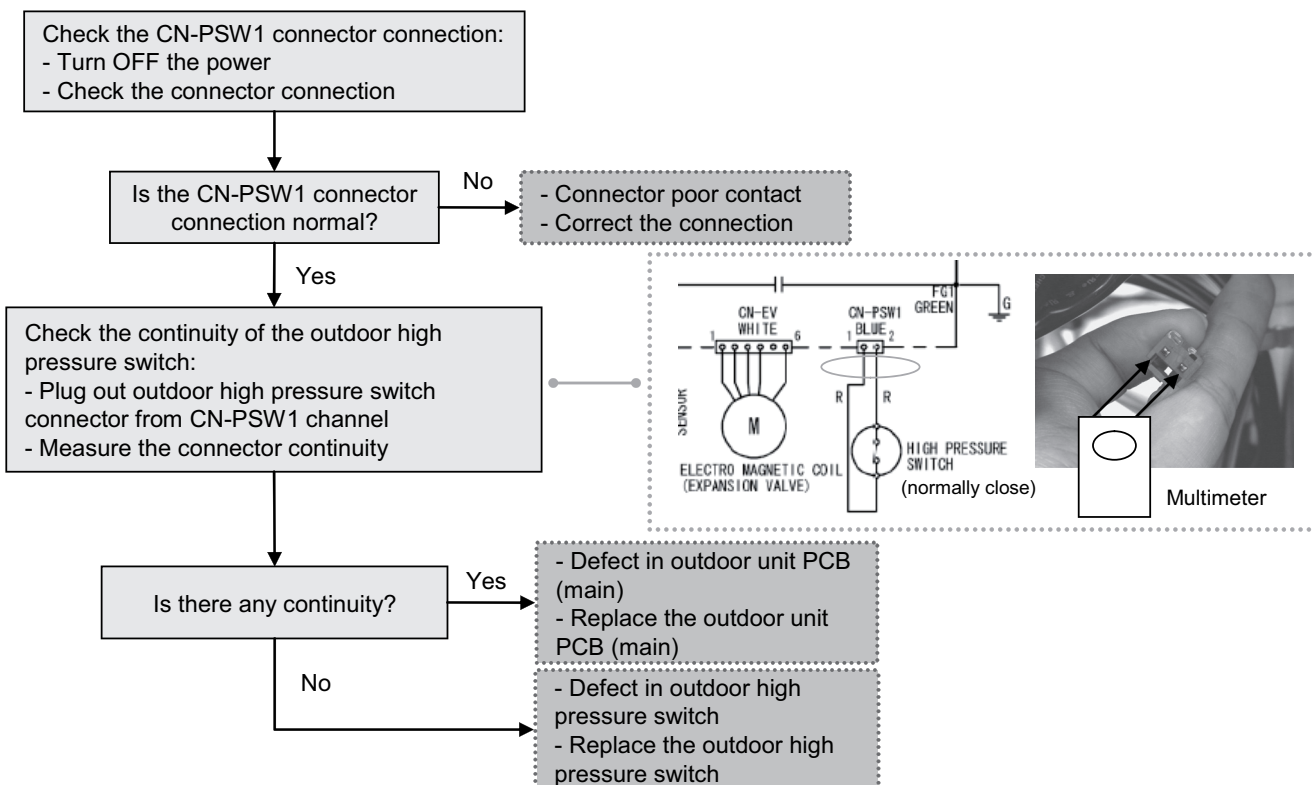 Check the CN-PSW1 connector connection:
- Turn OFF the power
- Check the connector connection
Is the CN-PSW1 connector
connection normal?
No
- Connector poor contact
- Correct the connection
Yes
Check the continuity of the outdoor high
pressure switch:
- Plug out outdoor high pressure switch
connector from CN-PSW1 channel
- Measure the connector continuity
CN-EV
WHITE
1
6
CN-PSW1
BLUE
1
2
FG1
GREEN
G
SENSOR
M
R
R
ELECTRO MAGNETIC COIL
(EXPANSION VALVE)
HIGH PRESSURE
SWITCH
(normally close)
Multimeter
Is there any continuity?
Yes
- Defect in outdoor unit PCB
(main)
- Replace the outdoor unit
PCB (main)
No
- Defect in outdoor high
pressure switch
- Replace the outdoor high
pressure switch